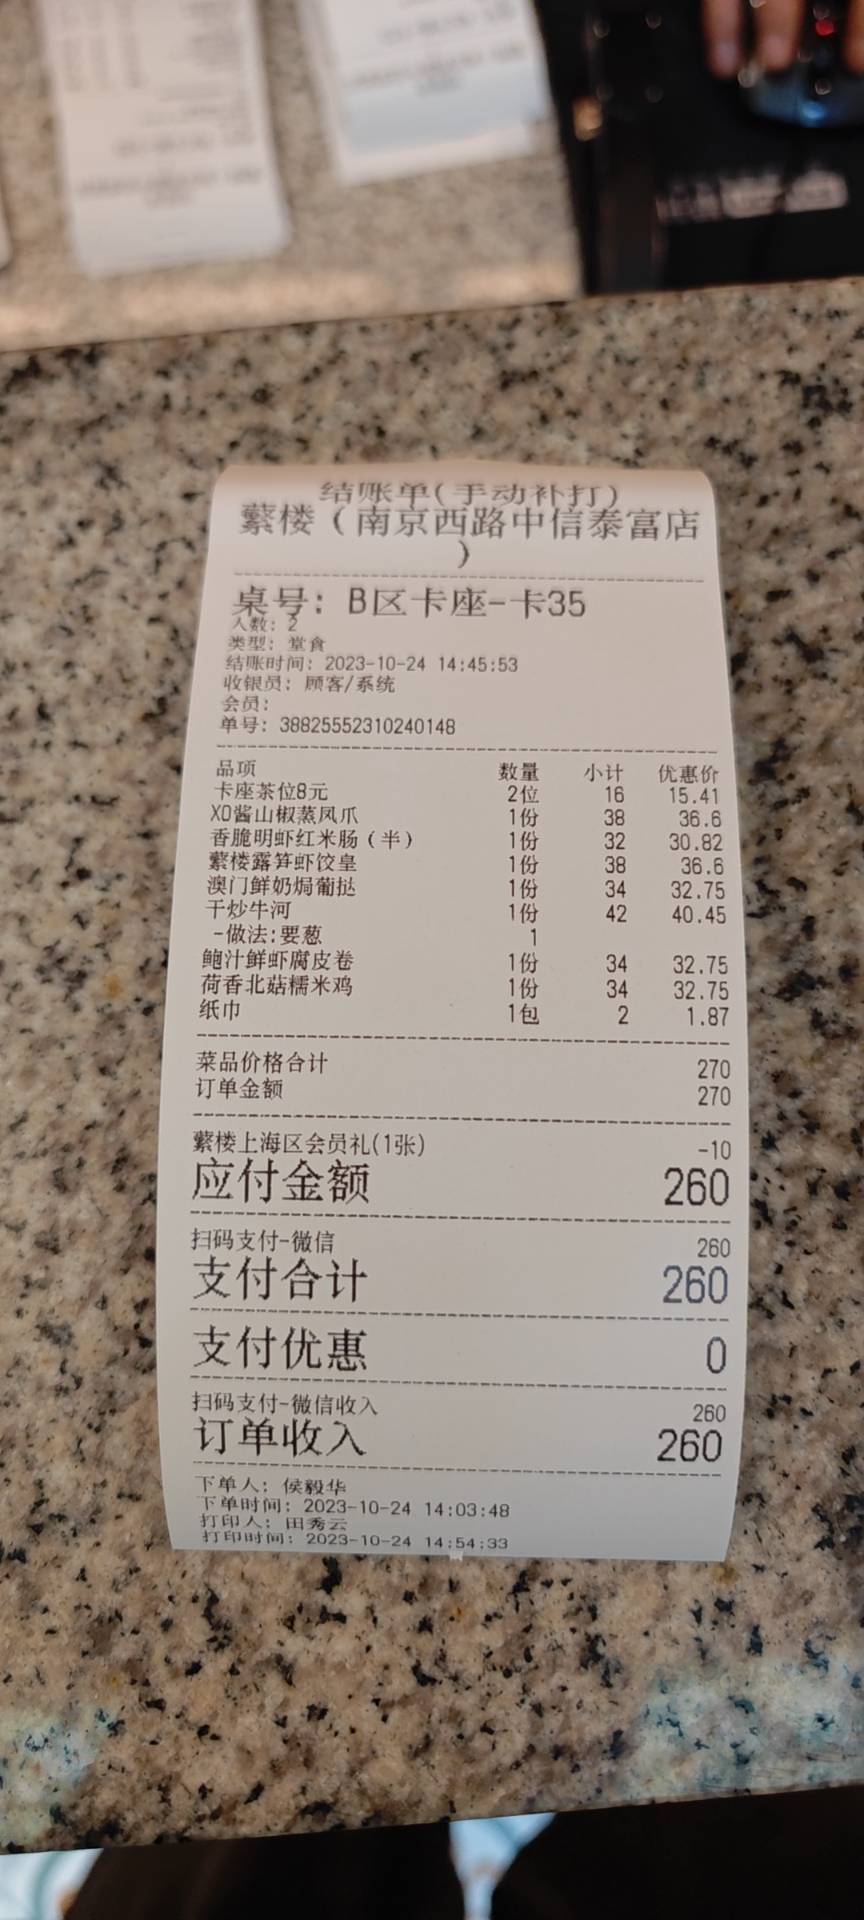 结账单(手动补打)
蘩楼（南京西路中信泰富店
）
桌号: B区卡座-卡35
人数: 2
类型: 堂食
结账时间: 2023-10-24 14:45:53
收银员: 顾客/系统
会员:
单号: 38825552310240148
品项 数量 小计 优惠价
卡座茶位8元 2位 16 15.41
XO酱山椒蒸凤爪 1份 38 36.6
香脆明虾红米肠（半） 1份 32 30.82
蘩楼露笋虾饺皇 1份 38 36.6
澳门鲜奶焗葡挞 1份 34 32.75
干炒牛河 1份 42 40.45
-做法:要葱 1
鲍汁鲜虾腐皮卷 1份 34 32.75
荷香北菇糯米鸡 1份 34 32.75
纸巾 1包 2 1.87
菜品价格合计 270
订单金额 270
蘩楼上海区会员礼(1张) -10
应付金额 260
扫码支付-微信 260
支付合计 260
支付优惠 0
扫码支付-微信收入 260
订单收入 260
下单人: 侯毅华
下单时间: 2023-10-24 14:03:48
打印人: 田秀云
打印时间: 2023-10-24 14:54:33